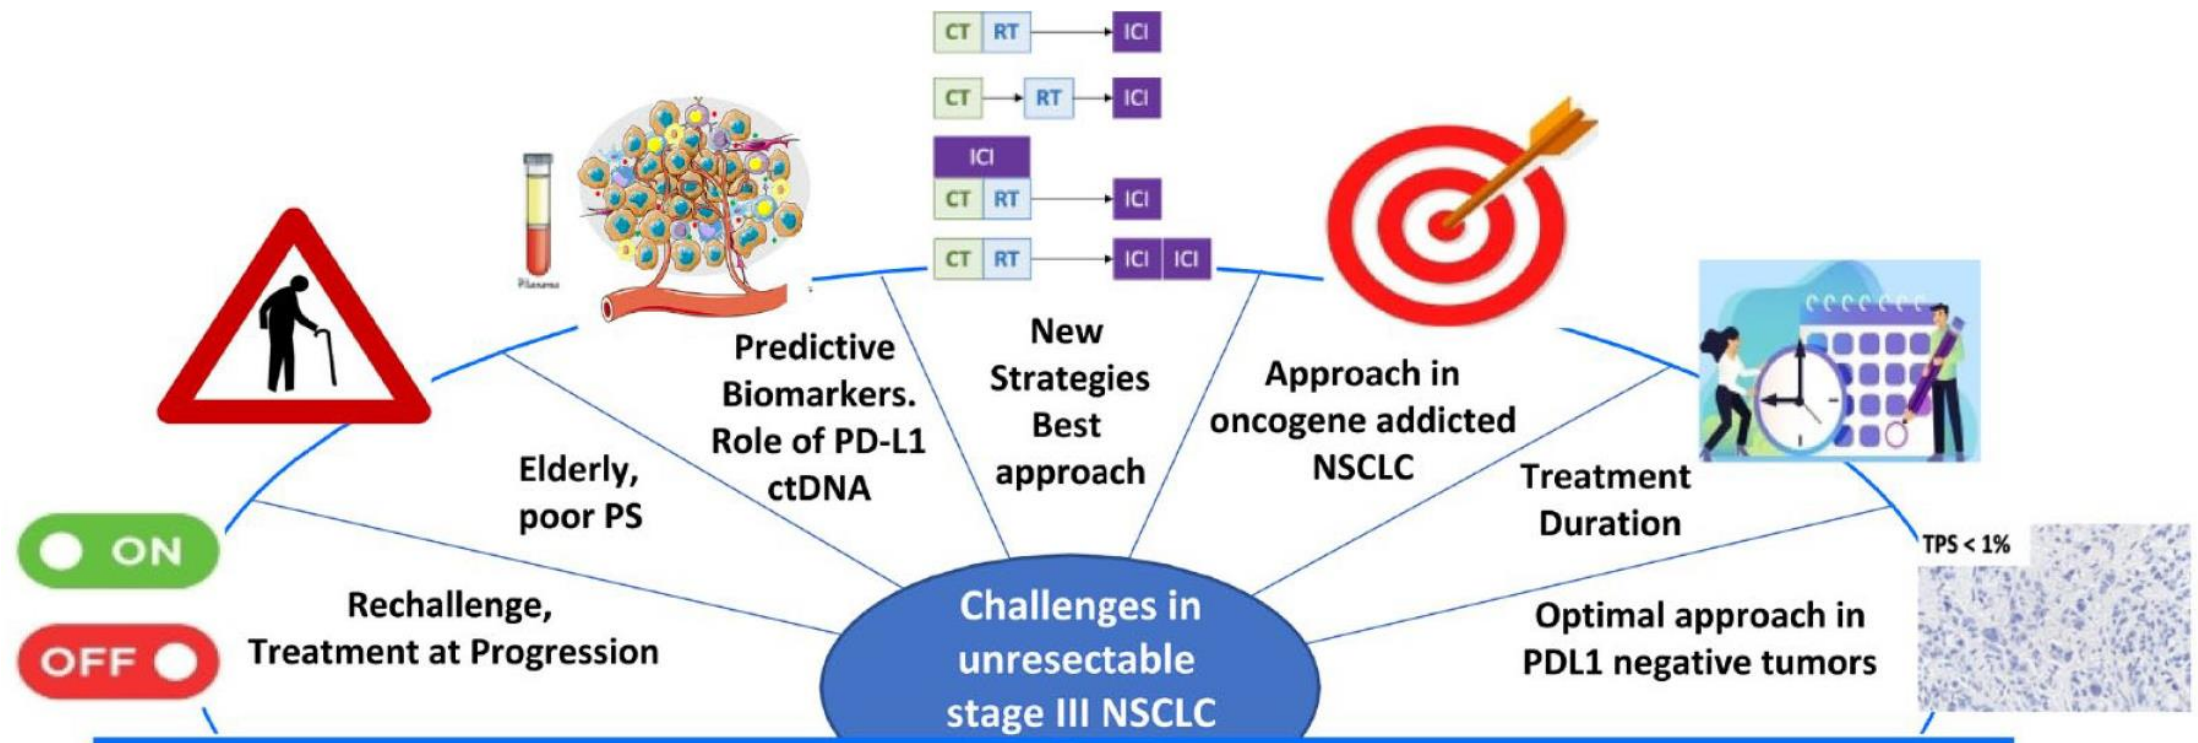 CT RT ICI
CT RT ICI
ICI
CT RT ICI
CT RT ICI ICI
New
Strategies
Best
approach
Predictive
Biomarkers.
Role of PD-L1
ctDNA
Approach in
oncogene addicted
NSCLC
Elderly,
poor PS
Treatment
Duration
ON
OFF
Rechallenge,
Treatment at Progression
TPS < 1%
Optimal approach in
PDL1 negative tumors
Challenges in
unresectable
stage III NSCLC